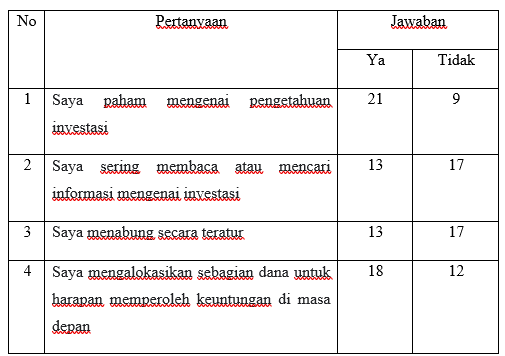 No Pertanyaan Jawaban
Ya Tidak
1 Saya paham mengenai pengetahuan 21 9
investasi
2 Saya sering membaca atau mencari 13 17
informasi mengenai investasi
3 Saya menabung secara teratur 13 17
4 Saya mengalokasikan sebagian dana untuk 18 12
harapan memperoleh keuntungan di masa
depan